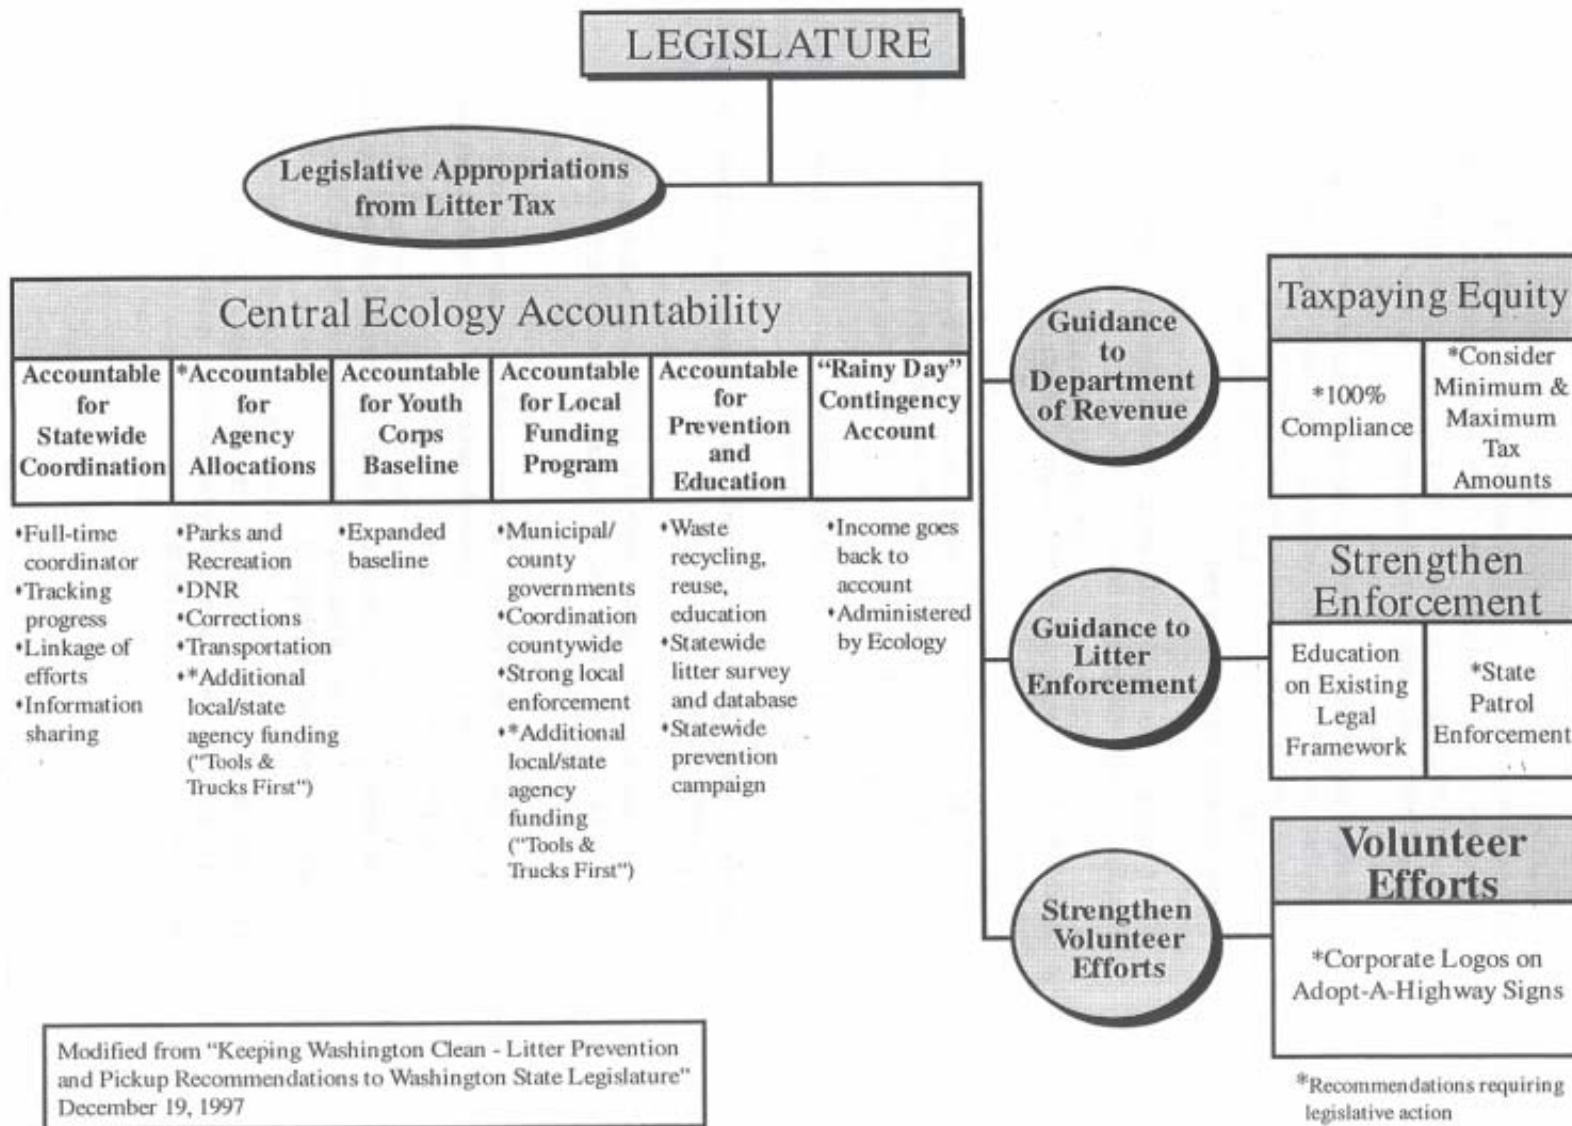 LEGISLATURE
Legislative Appropriations
from Litter Tax
Central Ecology Accountability
Accountable
for
Statewide
Coordination
*Accountable
for
Agency
Allocations
Accountable
for Youth
Corps
Baseline
Accountable
for Local
Funding
Program
Accountable
for
Prevention
and
Education
“Rainy Day”
Contingency
Account
•Full-time
coordinator
•Tracking
progress
•Linkage of
efforts
•Information
sharing
•Parks and
Recreation
•DNR
•Corrections
•Transportation
•*Additional
local/state
agency funding
("Tools &
Trucks First")
•Expanded
baseline
•Municipal/
county
governments
•Coordination
countywide
•Strong local
enforcement
•*Additional
local/state
agency
funding
("Tools &
Trucks First")
•Waste
recycling,
reuse,
education
•Statewide
litter survey
and database
•Statewide
prevention
campaign
•Income goes
back to
account
•Administered
by Ecology
Guidance
to
Department
of Revenue
Taxpaying Equity
*100%
Compliance
*Consider
Minimum &
Maximum
Tax
Amounts
Guidance to
Litter
Enforcement
Strengthen
Enforcement
Education
on Existing
Legal
Framework
*State
Patrol
Enforcement
Strengthen
Volunteer
Efforts
Volunteer
Efforts
*Corporate Logos on
Adopt-A-Highway Signs
*Recommendations requiring
legislative action
Modified from “Keeping Washington Clean - Litter Prevention
and Pickup Recommendations to Washington State Legislature”
December 19, 1997